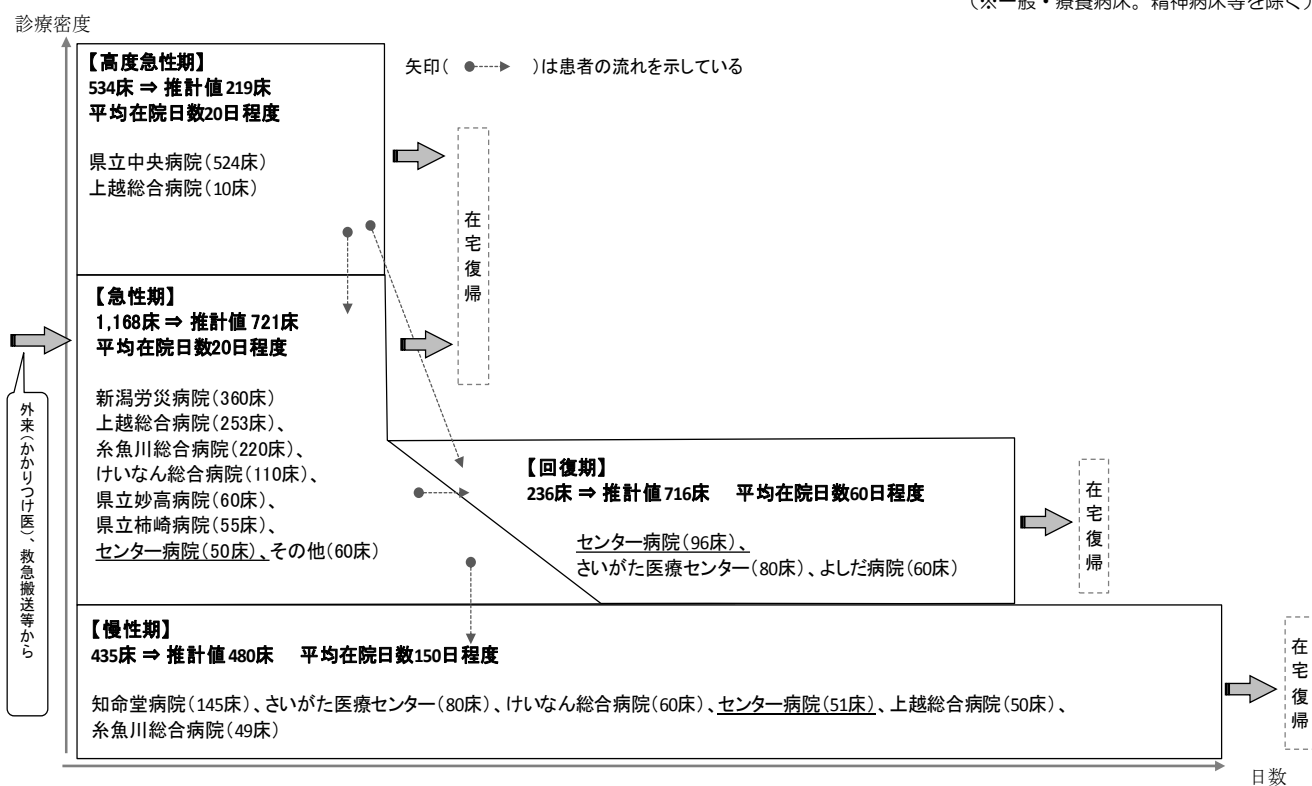 （※一般・療養病床。精神病床等を除く）
診療密度
【高度急性期】
534床 ⇒ 推計値219床
平均在院日数20日程度
県立中央病院（524床）
上越総合病院（10床）
矢印（　）は患者の流れを示している
在宅復帰
【急性期】
1,168床 ⇒ 推計値721床
平均在院日数20日程度
新潟労災病院（360床）
上越総合病院（253床）、
糸魚川総合病院（220床）、
けいなん総合病院（110床）、
県立妙高病院（60床）、
県立柿崎病院（55床）、
センター病院（50床）、その他（60床）
外来（かかりつけ医）、救急搬送等から
【回復期】
236床 ⇒ 推計値716床　平均在院日数60日程度
センター病院（96床）、
さいがた医療センター（80床）、よしだ病院（60床）
在宅復帰
【慢性期】
435床 ⇒ 推計値480床　平均在院日数150日程度
知命堂病院（145床）、さいがた医療センター（80床）、けいなん総合病院（60床）、センター病院（51床）、上越総合病院（50床）、
糸魚川総合病院（49床）
在宅復帰
日数